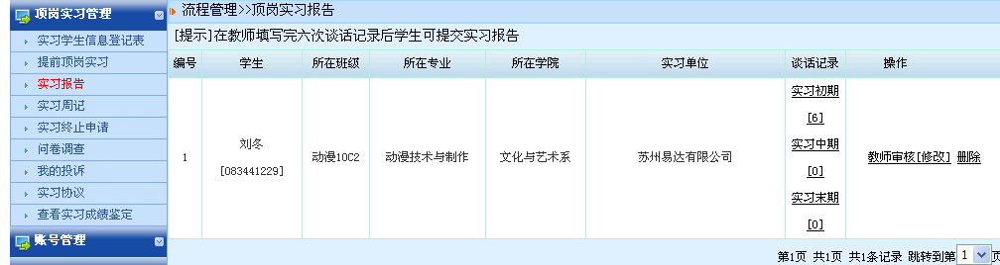 顶岗实习管理
实习学生信息登记表
提前顶岗实习
实习报告
实习周记
实习终止申请
问卷调查
我的投诉
实习协议
查看实习成绩鉴定
账号管理
流程管理>>顶岗实习报告
[提示]在教师填写完六次谈话记录后学生可提交实习报告
编号 学生 所在班级 所在专业 所在学院 实习单位 谈话记录 操作
1 刘冬 [083441229] 动漫10C2 动漫技术与制作 文化与艺术系 苏州易达有限公司
实习初期
[6]
实习中期
[0]
实习末期
[0]
教师审核[修改] 删除
第1页 共1页 共1条记录 跳转到第 1 页